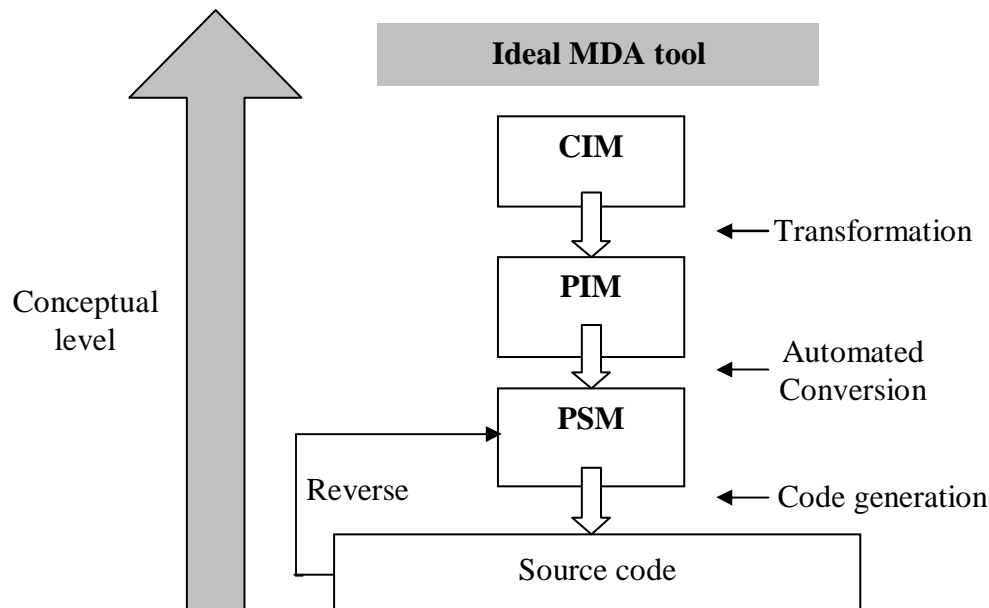 Ideal MDA tool
CIM
Transformation
PIM
Conceptual
level
Automated
Conversion
PSM
Reverse
Code generation
Source code